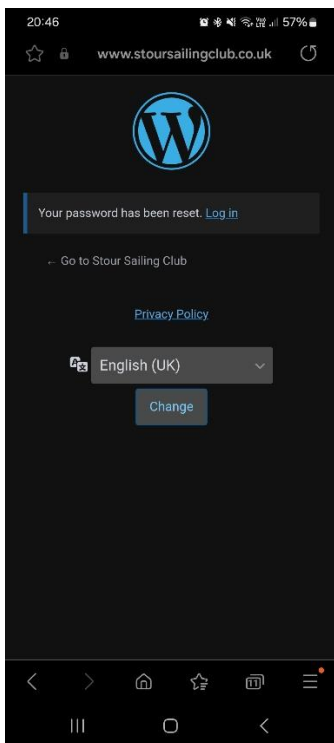 20:46 57%
www.stoursailingclub.co.uk
Your password has been reset. Log in
← Go to Stour Sailing Club
Privacy Policy
English (UK)
Change
11